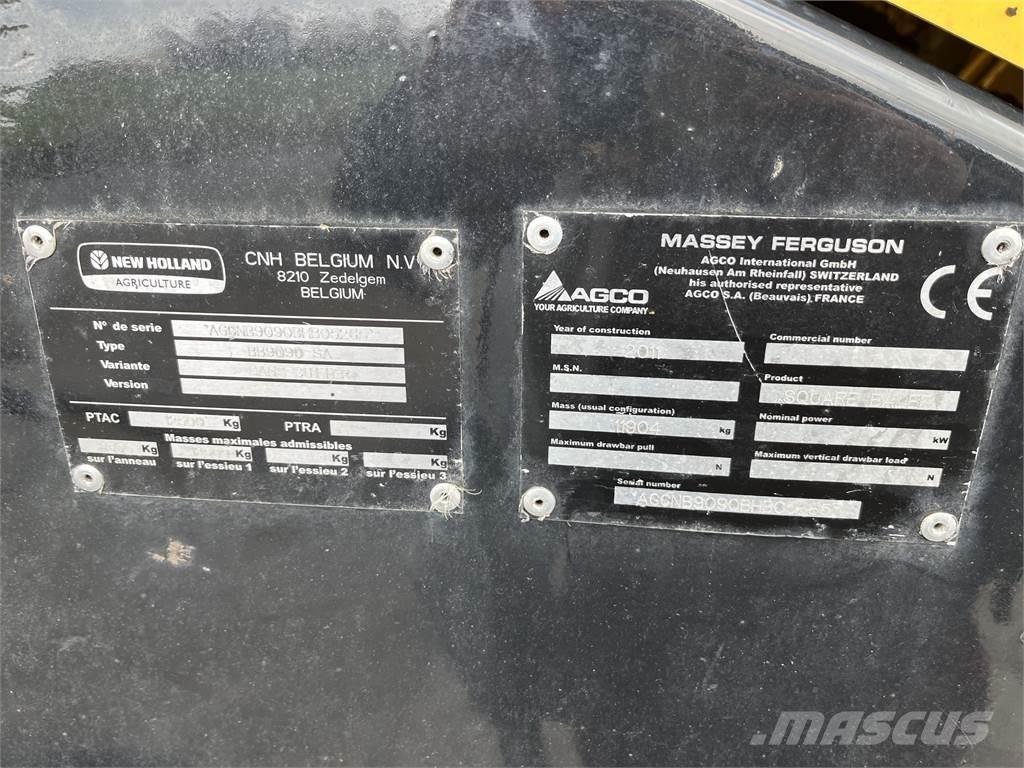 NEW HOLLAND
AGRICULTURE
CNH BELGIUM N.V
8210 Zedelgem
BELGIUM
N° de serie
Type BB9090 SA
Variante
Version
PTAC Kg PTRA Kg
Masses maximales admissibles
Kg Kg Kg Kg
sur l'anneau sur l'essieu 1 sur l'essieu 2 sur l'essieu 3
MASSEY FERGUSON
AGCO International GmbH
(Neuhausen Am Rheinfall) SWITZERLAND
his authorised representative
AGCO S.A. (Beauvais) FRANCE
CE
AGCO
YOUR AGRICULTURE COMPANY
Year of construction
2011
Commercial number
M.S.N.
Product
SQUARE BALER
Mass (usual configuration)
11904 kg
Nominal power
kW
Maximum drawbar pull
N
Maximum vertical drawbar load
N
Serial number
MASCUS